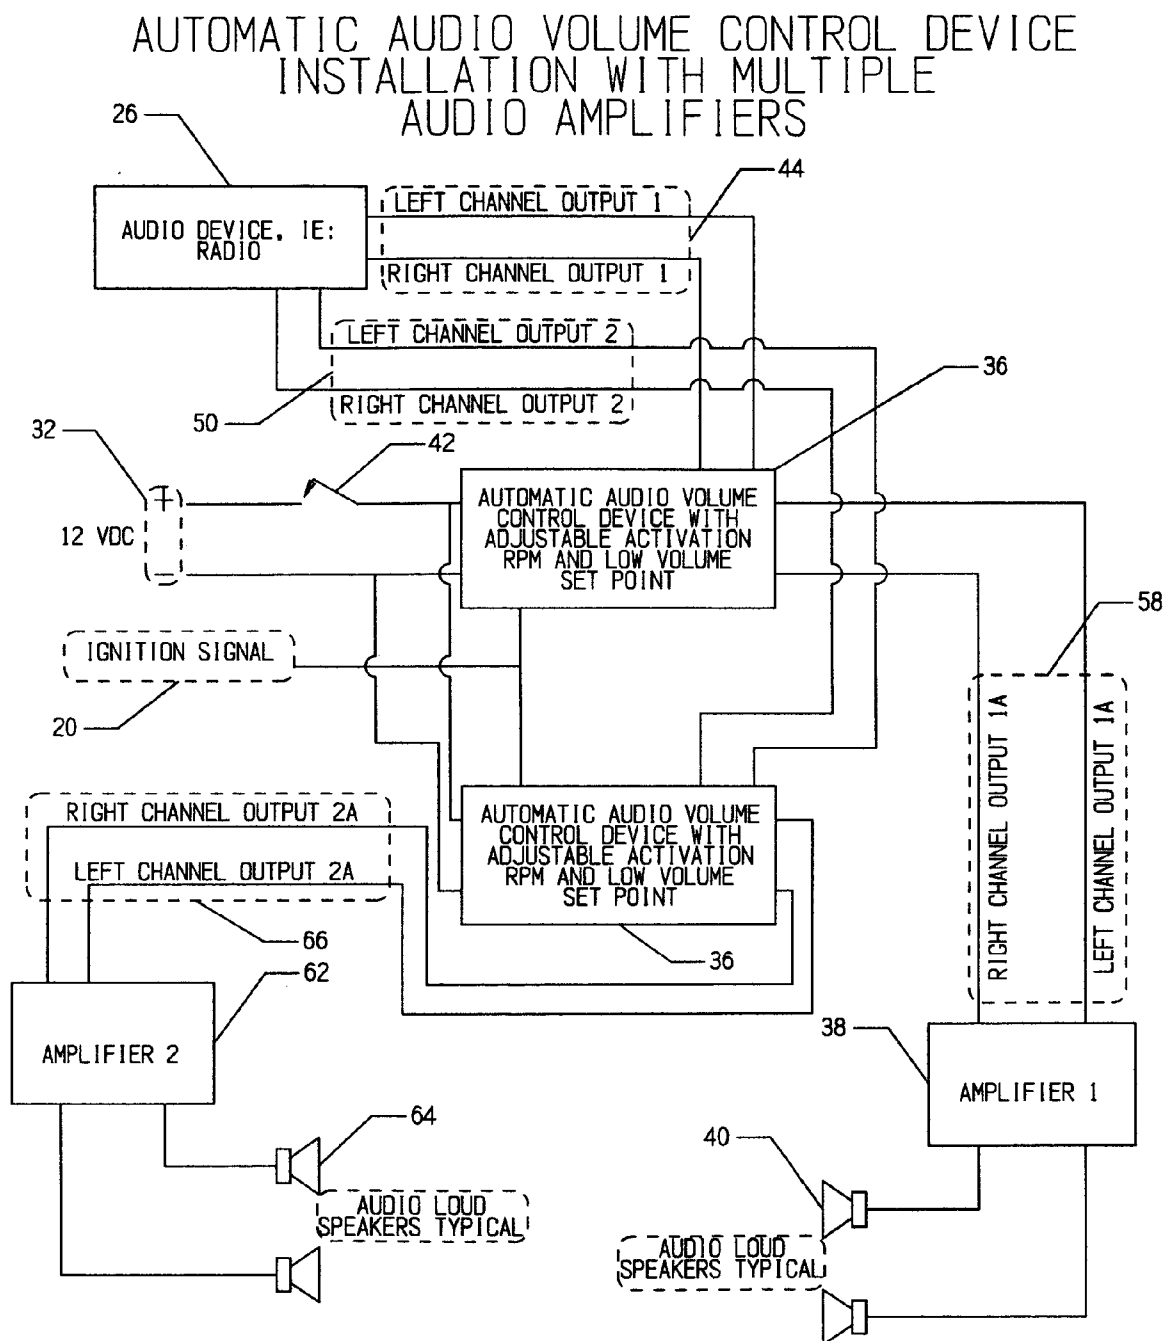 AUTOMATIC AUDIO VOLUME CONTROL DEVICE
INSTALLATION WITH MULTIPLE
AUDIO AMPLIFIERS
26
44
LEFT CHANNEL OUTPUT 1
AUDIO DEVICE, IE:
RADIO
RIGHT CHANNEL OUTPUT 1
LEFT CHANNEL OUTPUT 2
36
RIGHT CHANNEL OUTPUT 2
50
32
42
+
12 VDC
−
AUTOMATIC AUDIO VOLUME
CONTROL DEVICE WITH
ADJUSTABLE ACTIVATION
RPM AND LOW VOLUME
SET POINT
58
IGNITION SIGNAL
20
RIGHT CHANNEL OUTPUT 1A
LEFT CHANNEL OUTPUT 1A
RIGHT CHANNEL OUTPUT 2A
LEFT CHANNEL OUTPUT 2A
AUTOMATIC AUDIO VOLUME
CONTROL DEVICE WITH
ADJUSTABLE ACTIVATION
RPM AND LOW VOLUME
SET POINT
66
36
62
38
AMPLIFIER 2
AMPLIFIER 1
64
40
AUDIO LOUD
SPEAKERS TYPICAL
AUDIO LOUD
SPEAKERS TYPICAL